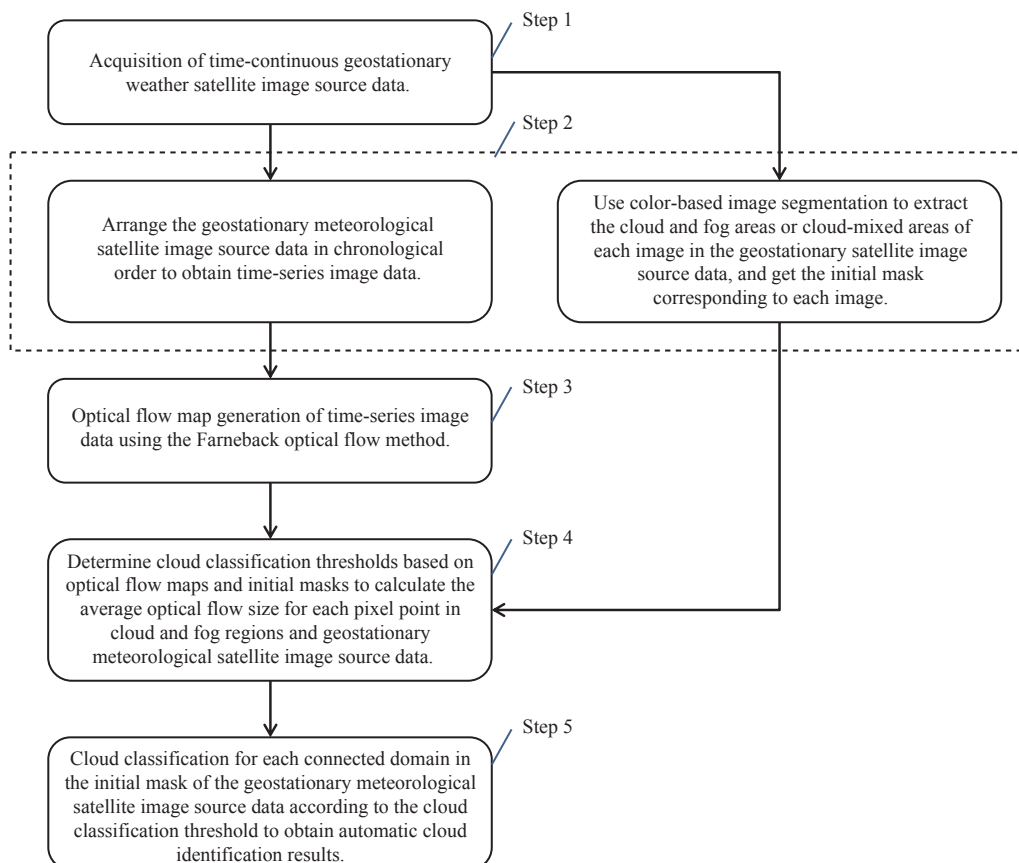 Step 1
Acquisition of time-continuous geostationary
weather satellite image source data.
Step 2
Arrange the geostationary meteorological
satellite image source data in chronological
order to obtain time-series image data.
Use color-based image segmentation to extract
the cloud and fog areas or cloud-mixed areas of
each image in the geostationary satellite image
source data, and get the initial mask
corresponding to each image.
Step 3
Optical flow map generation of time-series image
data using the Farneback optical flow method.
Step 4
Determine cloud classification thresholds based on
optical flow maps and initial masks to calculate the
average optical flow size for each pixel point in
cloud and fog regions and geostationary
meteorological satellite image source data.
Step 5
Cloud classification for each connected domain in
the initial mask of the geostationary meteorological
satellite image source data according to the cloud
classification threshold to obtain automatic cloud
identification results.